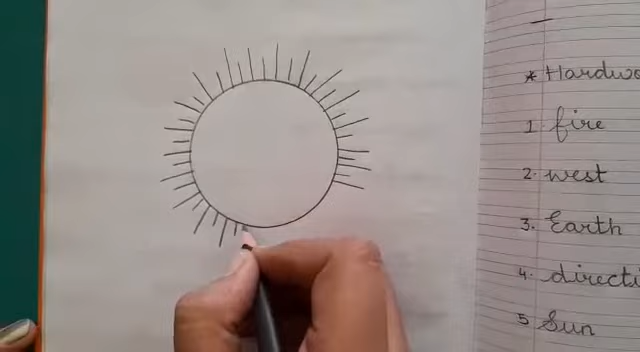 * Hardwo
1. fire
2. west
3. Earth
4. directi
5 Sun